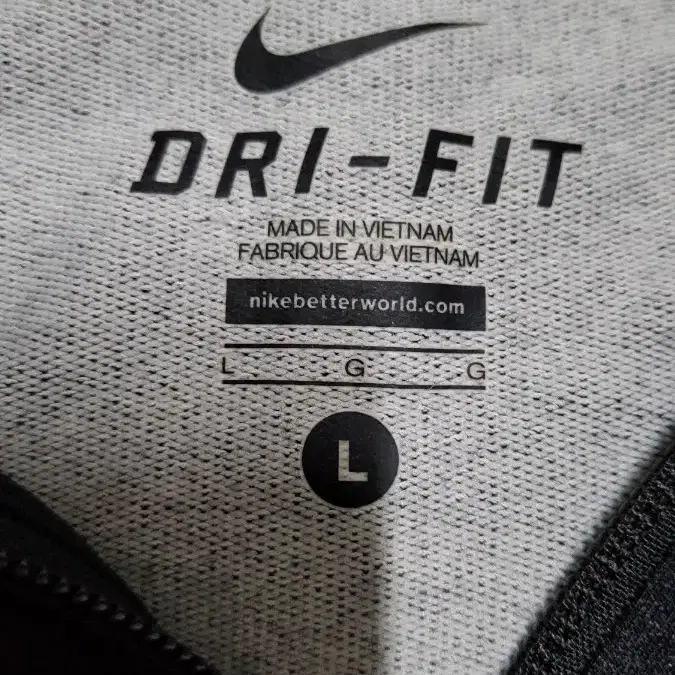 DRI-FIT
MADE IN VIETNAM
FABRIQUE AU VIETNAM
nikebetterworld.com
L G G
L